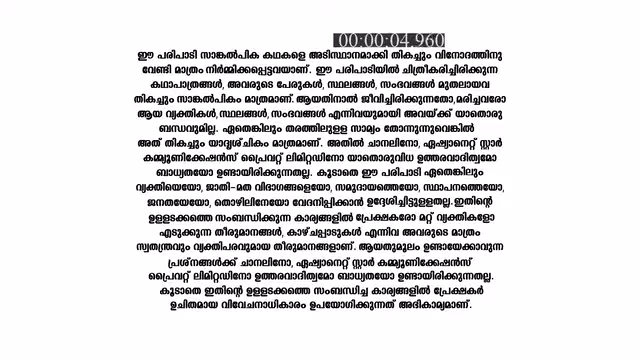 00:00:04.960
ഈ പരിപാടി സാങ്കൽപിക കഥകളെ അടിസ്ഥാനമാക്കി തികച്ചും വിനോദത്തിനു
വേണ്ടി മാത്രം നിർമ്മിക്കപ്പെട്ടവയാണ്. ഈ പരിപാടിയിൽ ചിത്രീകരിച്ചിരിക്കുന്ന
കഥാപാത്രങ്ങൾ, അവരുടെ പേരുകൾ, സ്ഥലങ്ങൾ, സംഭവങ്ങൾ മുതലായവ
തികച്ചും സാങ്കൽപികം മാത്രമാണ്. ആയതിനാൽ ജീവിച്ചിരിക്കുന്നതോ,മരിച്ചവരോ
ആയ വ്യക്തികൾ,സ്ഥലങ്ങൾ,സംഭവങ്ങൾ എന്നിവയുമായി അവയ്ക്ക് യാതൊരു
ബന്ധവുമില്ല. ഏതെങ്കിലും തരത്തിലുളള സാമ്യം തോന്നുന്നുവെങ്കിൽ
അത് തികച്ചും യാദൃശ്ചികം മാത്രമാണ്. അതിൽ ചാനലിനോ, ഏഷ്യാനെറ്റ് സ്റ്റാർ
കമ്മ്യൂണിക്കേഷൻസ് പ്രൈവറ്റ് ലിമിറ്റഡിനോ യാതൊരുവിധ ഉത്തരവാദിത്വമോ
ബാധ്യതയോ ഉണ്ടായിരിക്കുന്നതല്ല. കൂടാതെ ഈ പരിപാടി ഏതെങ്കിലും
വ്യക്തിയെയോ, ജാതി-മത വിഭാഗങ്ങളെയോ, സമുദായത്തെയോ, സ്ഥാപനത്തെയോ,
ജനതയേയോ, തൊഴിലിനേയോ വേദനിപ്പിക്കാൻ ഉദ്ദേശിച്ചിട്ടുളളതല്ല.ഇതിന്റെ
ഉളളടക്കത്തെ സംബന്ധിക്കുന്ന കാര്യങ്ങളിൽ പ്രേക്ഷകരോ മറ്റ് വ്യക്തികളോ
എടുക്കുന്ന തീരുമാനങ്ങൾ, കാഴ്ചപ്പാടുകൾ എന്നിവ അവരുടെ മാത്രം
സ്വതന്ത്രവും വ്യക്തിപരവുമായ തീരുമാനങ്ങളാണ്. ആയതുമൂലം ഉണ്ടായേക്കാവുന്ന
പ്രശ്നങ്ങൾക്ക് ചാനലിനോ, ഏഷ്യാനെറ്റ് സ്റ്റാർ കമ്മ്യൂണിക്കേഷൻസ്
പ്രൈവറ്റ് ലിമിറ്റഡിനോ ഉത്തരവാദിത്വമോ ബാധ്യതയോ ഉണ്ടായിരിക്കുന്നതല്ല.
കൂടാതെ ഇതിന്റെ ഉളളടക്കത്തെ സംബന്ധിച്ച കാര്യങ്ങളിൽ പ്രേക്ഷകർ
ഉചിതമായ വിവേചനാധികാരം ഉപയോഗിക്കുന്നത് അഭികാമ്യമാണ്.